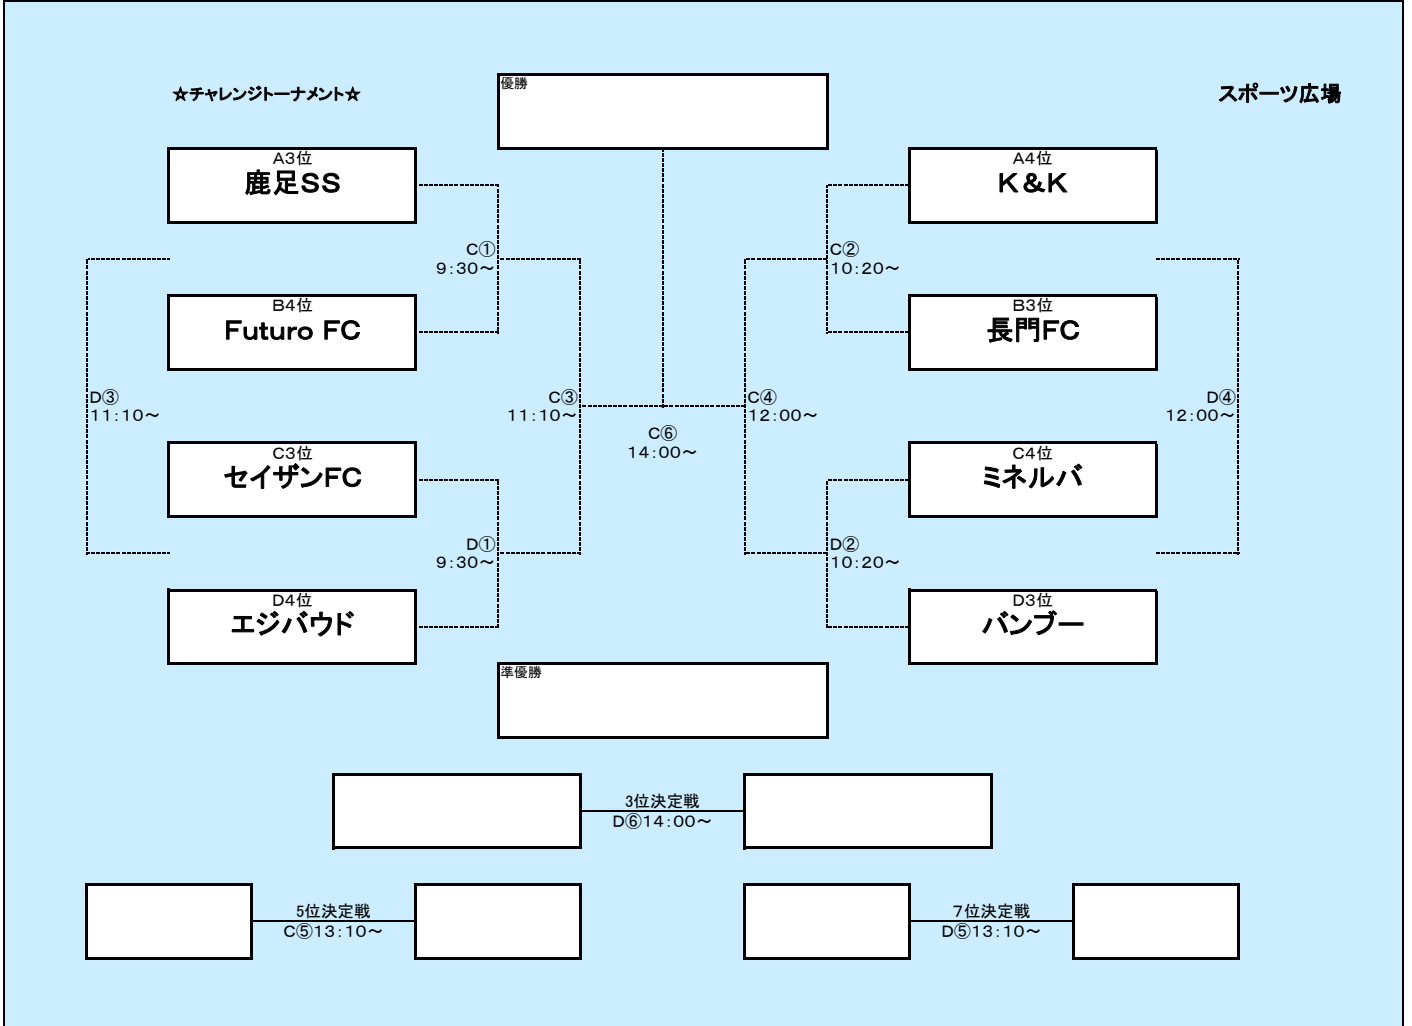 ☆チャレンジトーナメント☆
優勝
スポーツ広場
A3位
鹿足SS
A4位
K&K
C①
9:30～
C②
10:20～
B4位
Futuro FC
B3位
長門FC
D③
11:10～
C③
11:10～
C⑥
14:00～
C④
12:00～
D④
12:00～
C3位
セイザンFC
C4位
ミネルバ
D①
9:30～
D②
10:20～
D4位
エジバウド
D3位
バンブー
準優勝
3位決定戦
D⑥14:00～
5位決定戦
C⑤13:10～
7位決定戦
D⑤13:10～